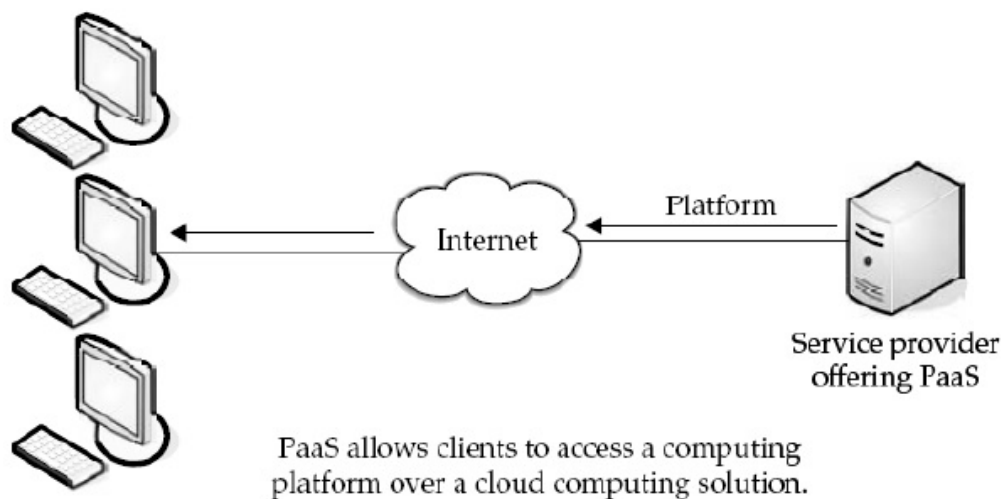 Platform
Internet
Service provider
offering PaaS
PaaS allows clients to access a computing
platform over a cloud computing solution.